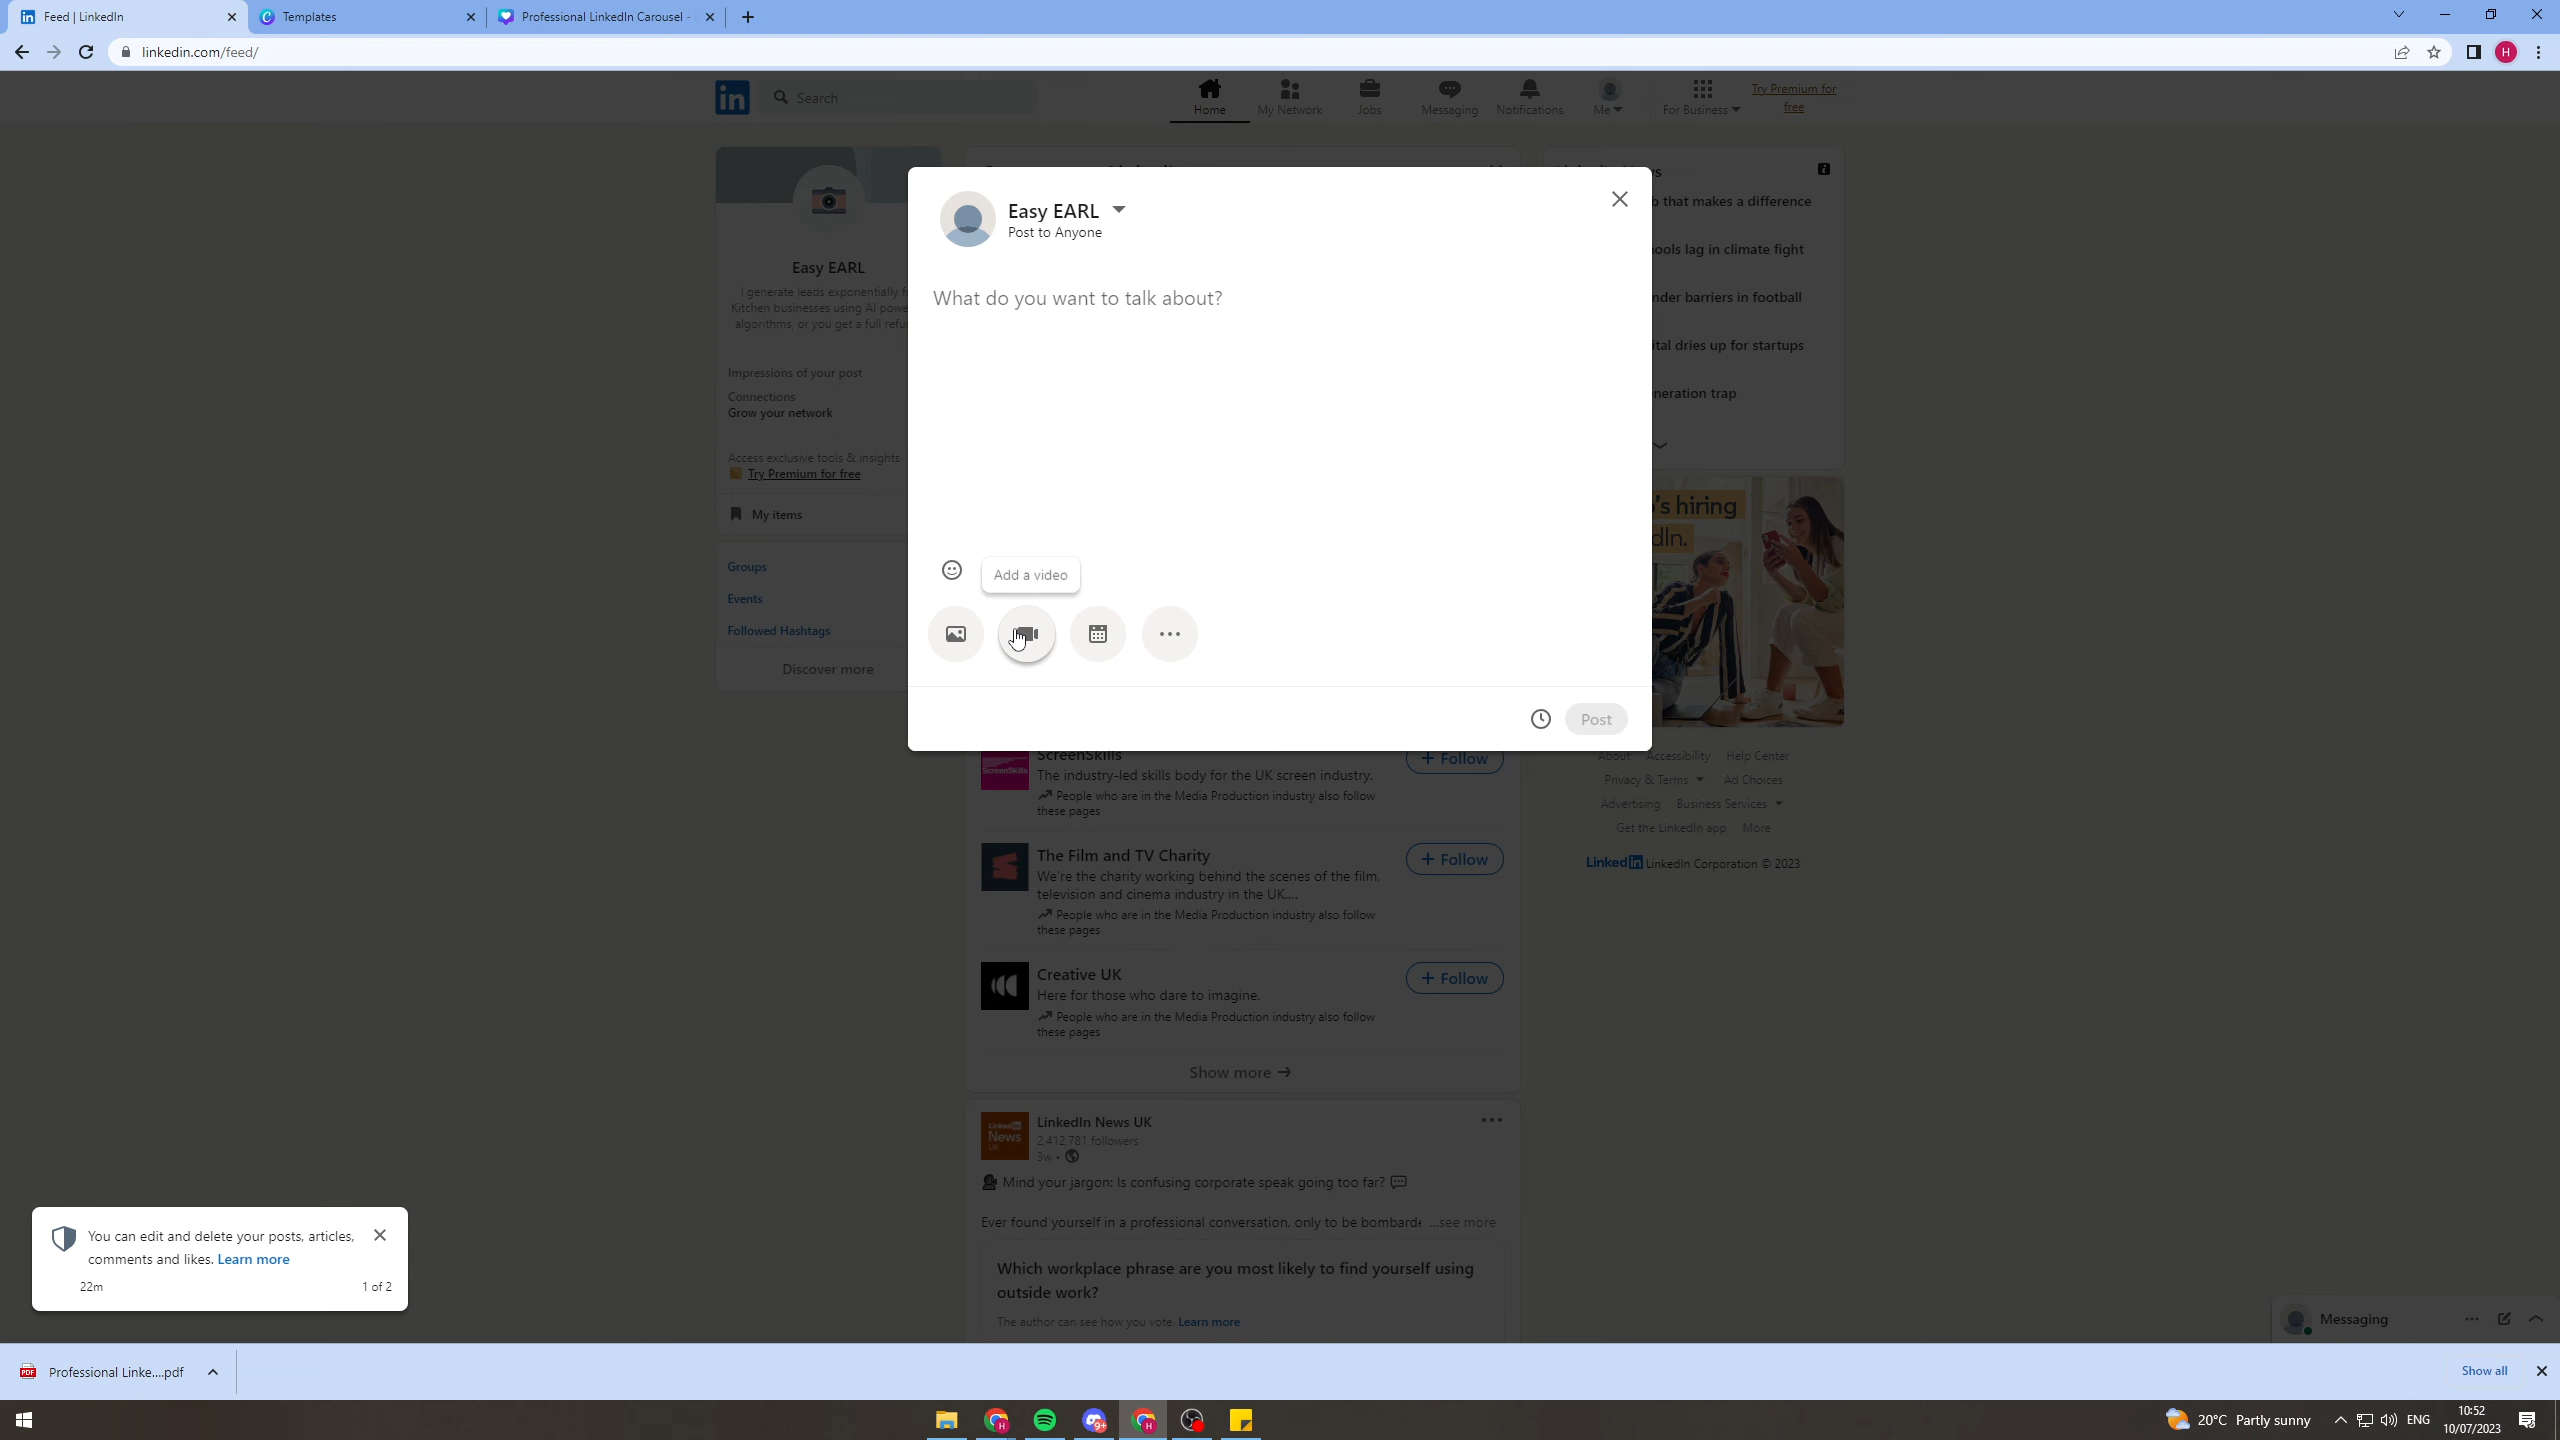 Feed | LinkedIn
Templates
Professional LinkedIn Carousel -
linkedin.com/feed/
Search
Home
My Network
Jobs
Messaging
Notifications
Me
For Business
Try Premium for
free
Easy EARL
I generate leads exponentially
Kitchen businesses using AI
algorithms, or you get a full
Impressions of your post
Connections
Grow your network
Access exclusive tools & insights
Try Premium for free
My items
Groups
Events
Followed Hashtags
Discover more
Easy EARL
Post to Anyone
What do you want to talk about?
Add a video
Post
that makes a difference
lag in climate fight
barriers in football
dries up for startups
trap
's hiring
ScreenSkills
ScreenSkills
The industry-led skills body for the UK screen industry.
People who are in the Media Production industry also follow
these pages
+ Follow
The Film and TV Charity
We're the charity working behind the scenes of the film,
television and cinema industry in the UK....
People who are in the Media Production industry also follow
these pages
+ Follow
Creative UK
Here for those who dare to imagine.
People who are in the Media Production industry also follow
these pages
+ Follow
Show more →
LinkedIn News
LinkedIn News UK
2,412,781 followers
3w •
Mind your jargon: Is confusing corporate speak going too far?
Ever found yourself in a professional conversation, only to be bombarde ...see more
Which workplace phrase are you most likely to find yourself using
outside work?
The author can see how you vote. Learn more
About Accessibility Help Center
Privacy & Terms Ad Choices
Advertising Business Services
Get the LinkedIn app More
LinkedIn LinkedIn Corporation © 2023
You can edit and delete your posts, articles,
comments and likes. Learn more
22m
1 of 2
Messaging
Professional Linke....pdf
Show all
20°C Partly sunny
ENG
10:52
10/07/2023